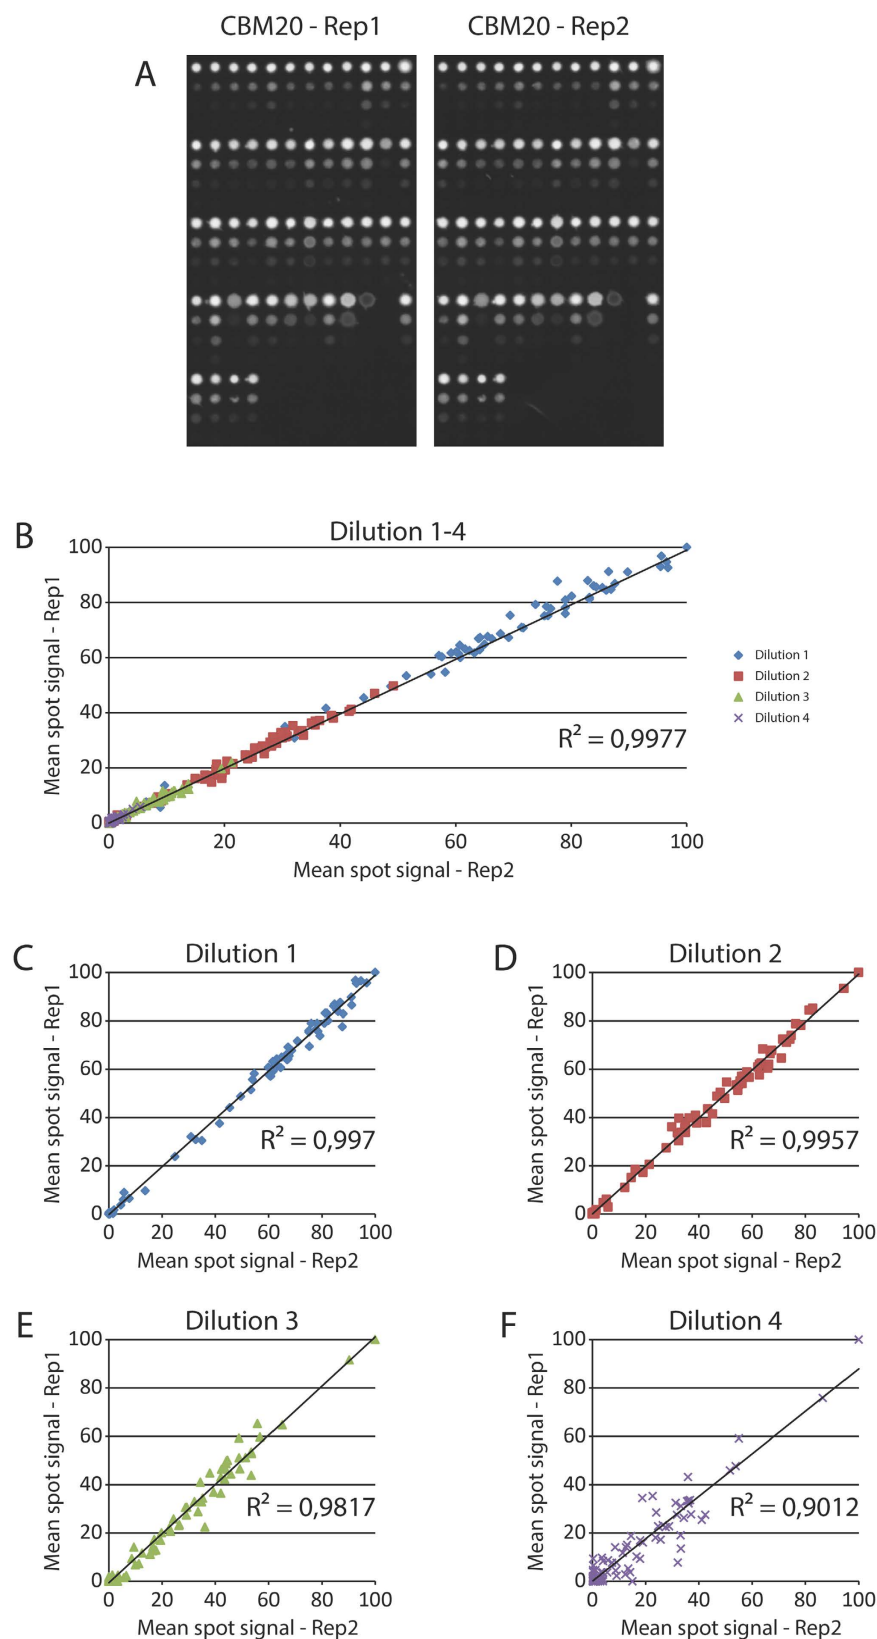 CBM20 - Rep1
CBM20 - Rep2
A
B
Dilution 1-4
Mean spot signal - Rep1
100
80
60
40
20
0
0
20
40
60
80
100
Mean spot signal - Rep2
R² = 0,9977
Dilution 1
Dilution 2
Dilution 3
Dilution 4
C
Dilution 1
Mean spot signal - Rep1
100
80
60
40
20
0
R² = 0,997
0
20
40
60
80
100
Mean spot signal - Rep2
D
Dilution 2
Mean spot signal - Rep1
100
80
60
40
20
0
R² = 0,9957
0
20
40
60
80
100
Mean spot signal - Rep2
E
Dilution 3
Mean spot signal - Rep1
100
80
60
40
20
0
R² = 0,9817
0
20
40
60
80
100
Mean spot signal - Rep2
F
Dilution 4
Mean spot signal - Rep1
100
80
60
40
20
0
R² = 0,9012
0
20
40
60
80
100
Mean spot signal - Rep2